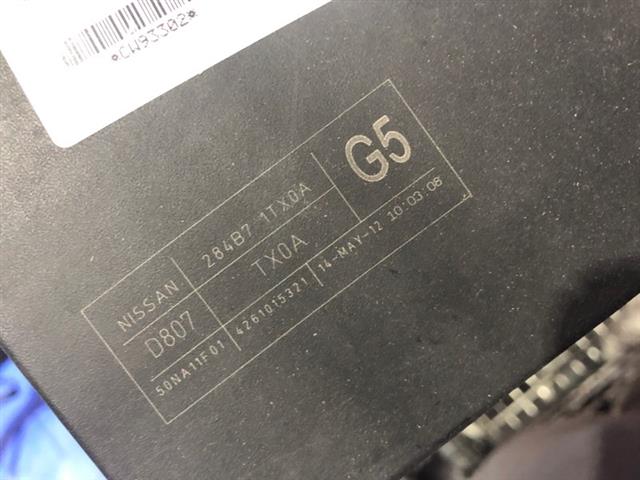 *CW93302*
NISSAN 284B7 1TX0A G5
D807 TX0A
50NA11F01 4261015321 14-MAY-12 10:03:08